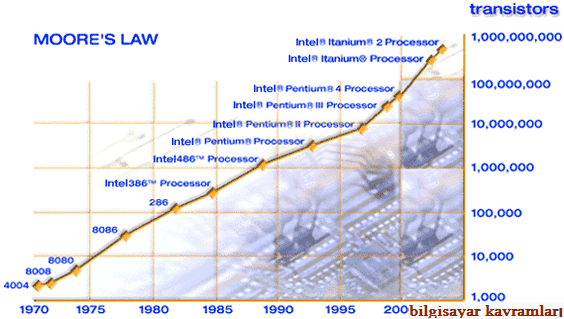 transistors
MOORE'S LAW
Intel® Itanium® 2 Processor
1,000,000,000
Intel® Itanium® Processor
Intel® Pentium® 4 Processor
100,000,000
Intel® Pentium® III Processor
Intel® Pentium® II Processor
10,000,000
Intel® Pentium® Processor
Intel486™ Processor
1,000,000
Intel386™ Processor
286
100,000
8086
8080
10,000
8008
4004
1,000
1970 1975 1980 1985 1990 1995 200
bilgisayar kavramları